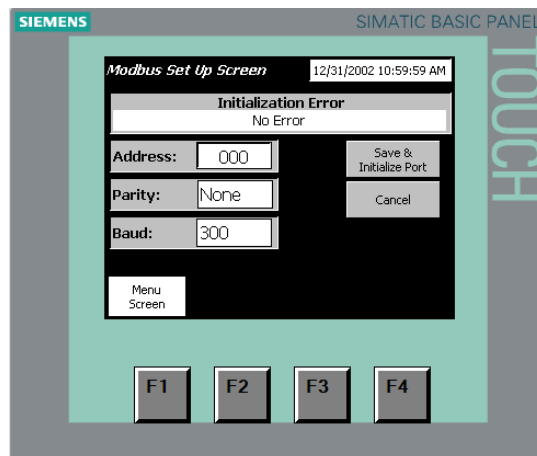 SIEMENS
SIMATIC BASIC PANEL
TOUCH
Modbus Set Up Screen
12/31/2002 10:59:59 AM
Initialization Error
No Error
Address:
000
Save &
Initialize Port
Parity:
None
Cancel
Baud:
300
Menu
Screen
F1
F2
F3
F4